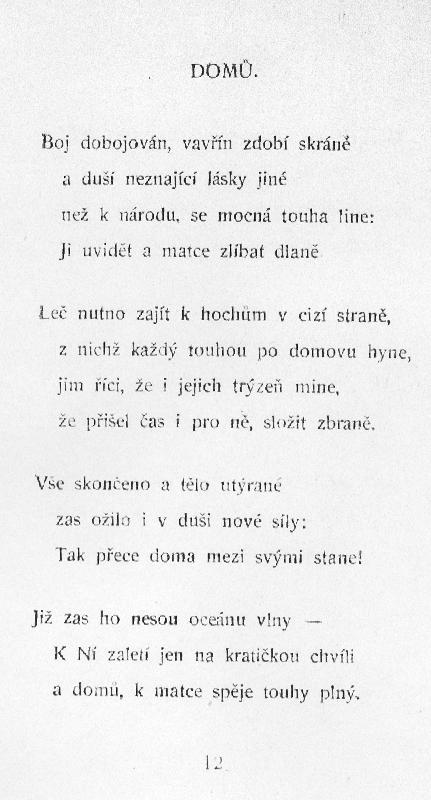 DOMŮ.
Boj dobojován, vavřín zdobí skráně
a duší neznající lásky jiné
než k národu, se mocná touha line:
Ji uvidět a matce zlíbat dlaně
Leč nutno zajít k hochům v cizí straně,
z nichž každý touhou po domovu hyne,
jim říci, že i jejich trýzeň mine,
že přišel čas i pro ně, složit zbraně.
Vše skončeno a tělo utýrané
zas ožilo i v duši nové síly:
Tak přece doma mezi svými stane!
Již zas ho nesou oceánu vlny —
K Ní zaletí jen na kratičkou chvíli
a domů, k matce spěje touhy plný.
12